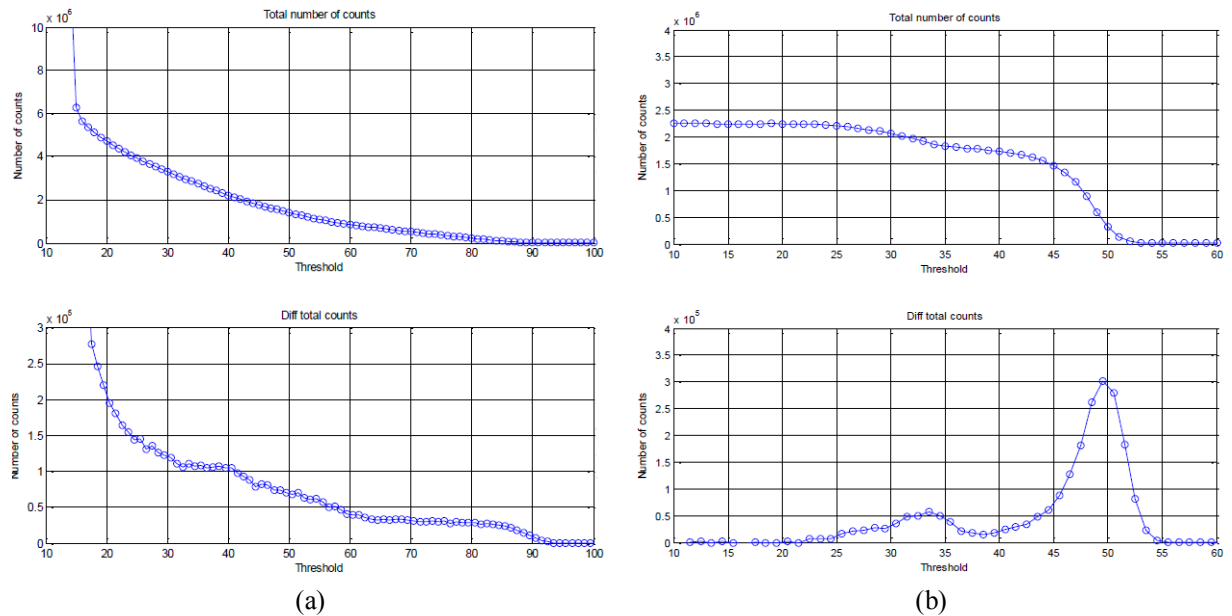 Total number of counts
x 10^6
10
8
6
4
2
0
Number of counts
10 20 30 40 50 60 70 80 90 100
Threshold
Total number of counts
x 10^6
4
3.5
3
2.5
2
1.5
1
0.5
0
Number of counts
10 15 20 25 30 35 40 45 50 55 60
Threshold
Diff total counts
x 10^5
3
2.5
2
1.5
1
0.5
0
Number of counts
10 20 30 40 50 60 70 80 90 100
Threshold
(a)
Diff total counts
x 10^5
4
3.5
3
2.5
2
1.5
1
0.5
0
Number of counts
10 15 20 25 30 35 40 45 50 55 60
Threshold
(b)